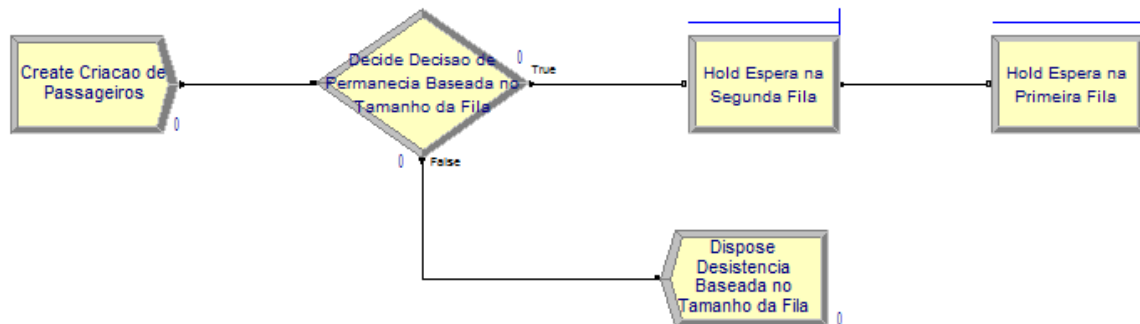 Create Criacao de
Passageiros
0
Decide Decisao de
Permanecia Baseada no
Tamanho da Fila
0
True
0
False
Hold Espera na
Segunda Fila
Hold Espera na
Primeira Fila
Dispose
Desistencia
Baseada no
Tamanho da Fila
0